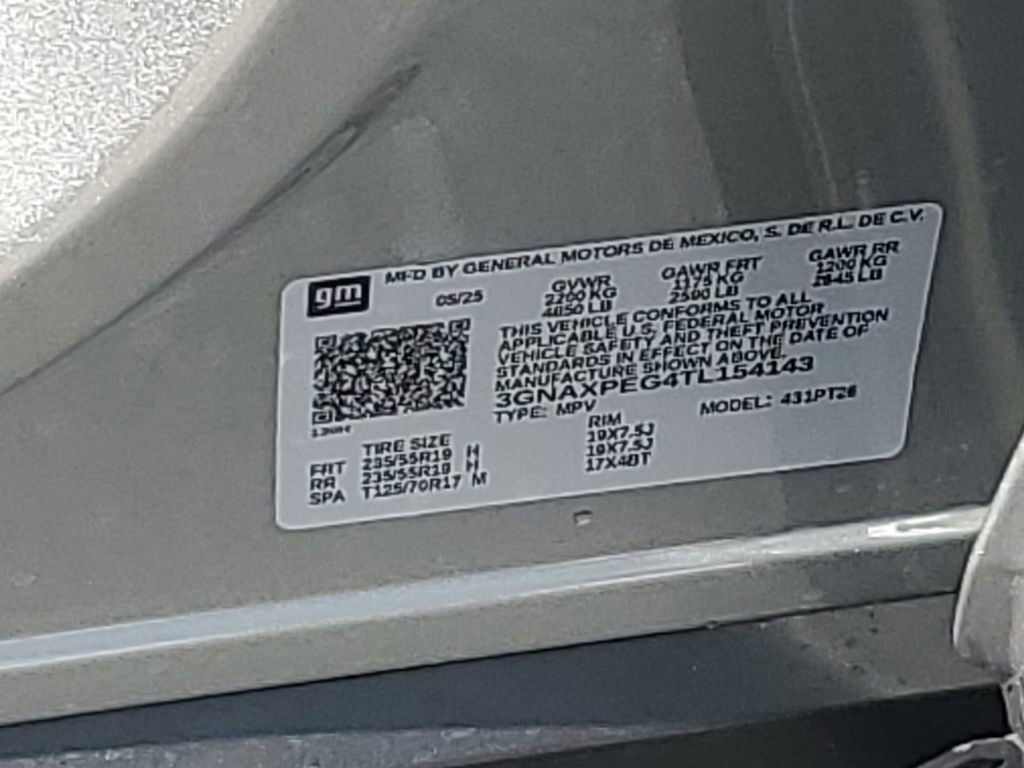 gm
MFD BY GENERAL MOTORS DE MEXICO, S. DE R.L. DE C.V.
05/25 GVWR GAWR FRT GAWR RR
2200 KG 1175 KG 1200 KG
4850 LB 2590 LB 2645 LB
THIS VEHICLE CONFORMS TO ALL
APPLICABLE U.S. FEDERAL MOTOR
VEHICLE SAFETY AND THEFT PREVENTION
STANDARDS IN EFFECT ON THE DATE OF
MANUFACTURE SHOWN ABOVE.
3GNAXPEG4TL154143
TYPE: MPV MODEL: 431PT26
TIRE SIZE RIM
FRT 235/55R19 H 19X7.5J
RR 235/55R19 H 19X7.5J
SPA T125/70R17 M 17X4BT